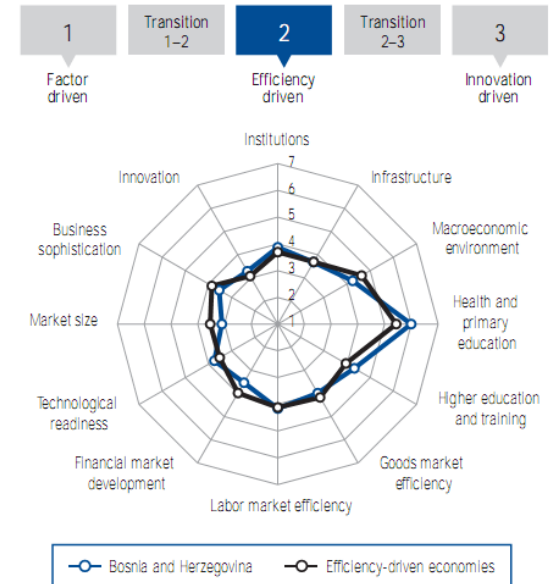 1
Transition
1–2
2
Transition
2–3
3
Factor
driven
Efficiency
driven
Innovation
driven
Institutions
Infrastructure
Macroeconomic
environment
Health and
primary
education
Higher education
and training
Goods market
efficiency
Labor market efficiency
Financial market
development
Technological
readiness
Market size
Business
sophistication
Innovation
7
6
5
4
3
2
1
Bosnia and Herzegovina
Efficiency-driven economies